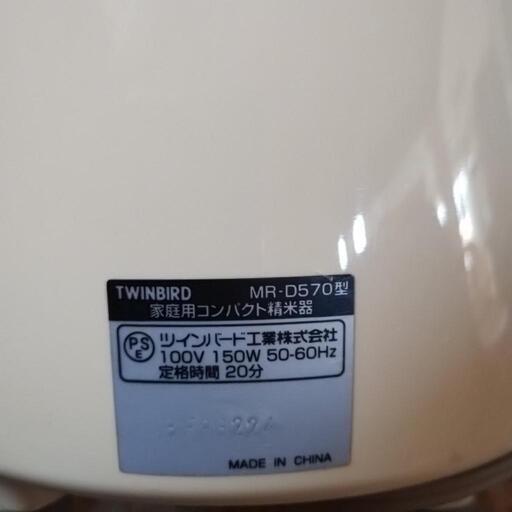 TWINBIRD MR-D570型
家庭用コンパクト精米器
PSE ツインバード工業株式会社
100V 150W 50-60Hz
定格時間 20分
MADE IN CHINA